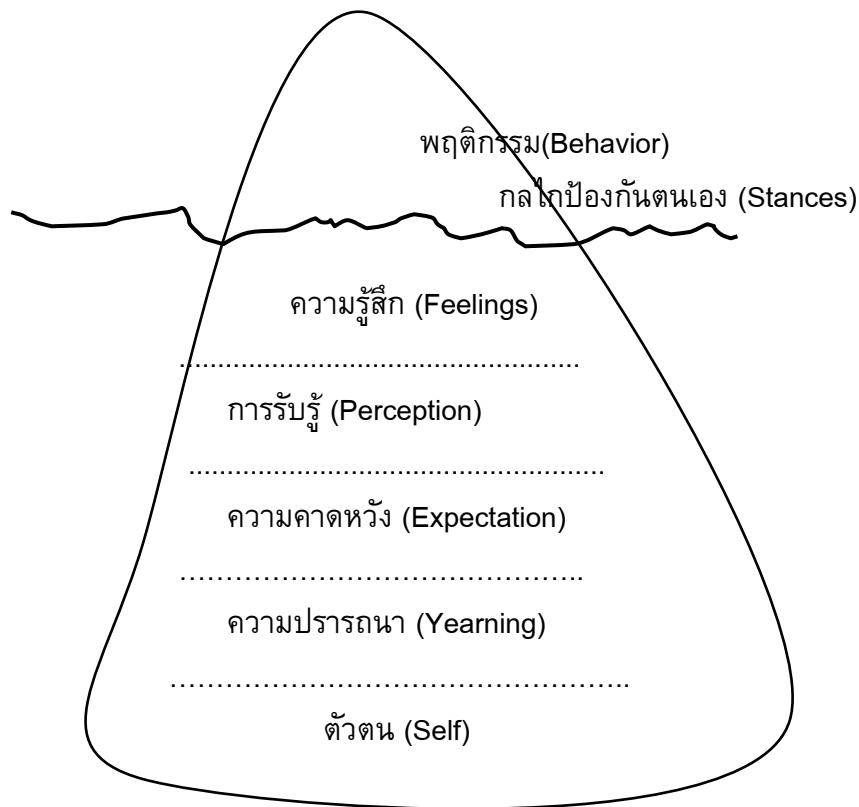 พฤติกรรม(Behavior)
กลไกป้องกันตนเอง (Stances)
ความรู้สึก (Feelings)
....................................................
การรับรู้ (Perception)
......................................................
ความคาดหวัง (Expectation)
……………………………………..
ความปรารถนา (Yearning)
…………………………………………..
ตัวตน (Self)